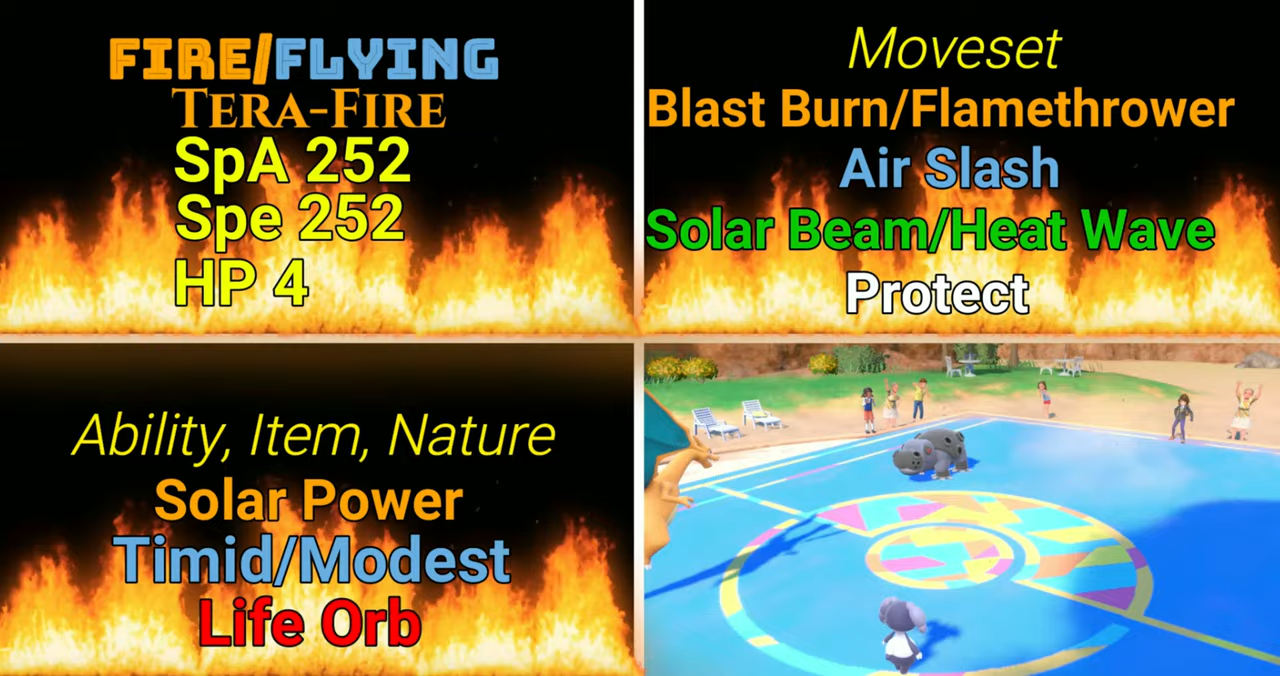 FIRE/FLYING
TERA-FIRE
SpA 252
Spe 252
HP 4
Moveset
Blast Burn/Flamethrower
Air Slash
Solar Beam/Heat Wave
Protect
Ability, Item, Nature
Solar Power
Timid/Modest
Life Orb